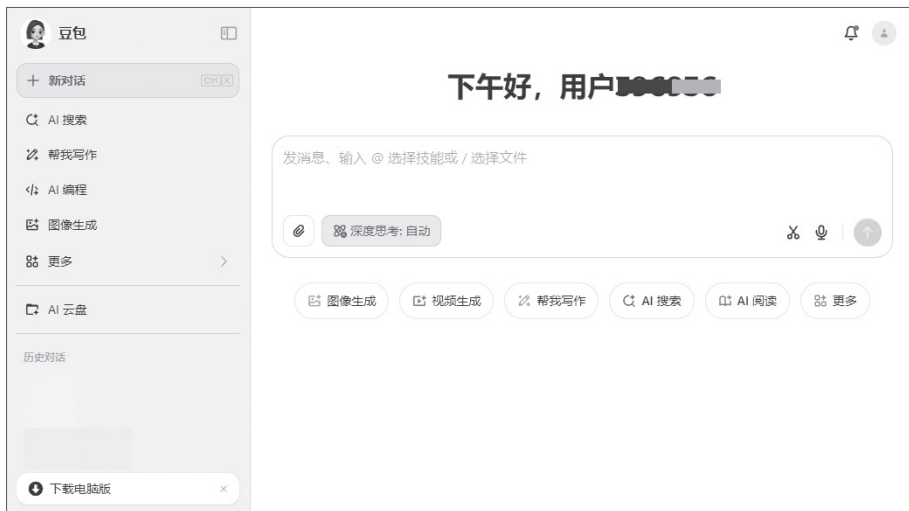 豆包
新对话 Ctrl K
AI 搜索
帮我写作
AI 编程
图像生成
更多
AI 云盘
历史对话
下载电脑版
下午好，用户
发消息、输入 @ 选择技能或 / 选择文件
深度思考: 自动
图像生成 视频生成 帮我写作 AI 搜索 AI 阅读 更多